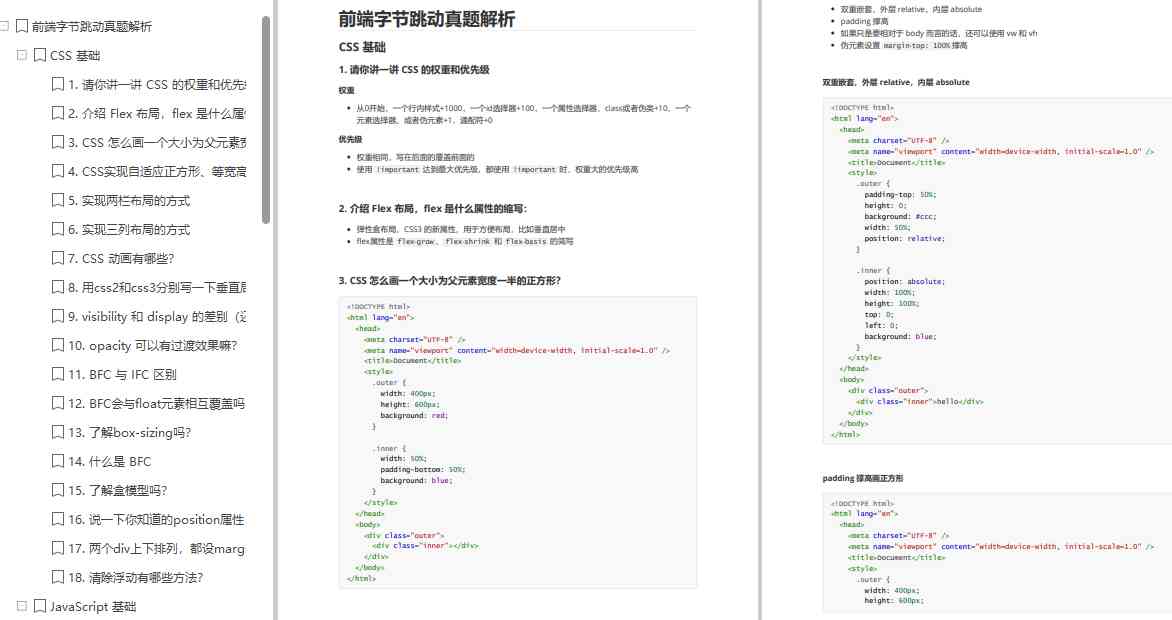 前端字节跳动真题解析
CSS 基础
1. 请你讲一讲 CSS 的权重和优先
2. 介绍 Flex 布局，flex 是什么属
3. CSS 怎么画一个大小为父元素
4. CSS实现自适应正方形、等宽高
5. 实现两栏布局的方式
6. 实现三列布局的方式
7. CSS 动画有哪些?
8. 用css2和css3分别写一下垂直
9. visibility 和 display 的差别（
10. opacity 可以有过渡效果嘛?
11. BFC 与 IFC 区别
12. BFC会与float元素相互覆盖吗
13. 了解box-sizing吗?
14. 什么是 BFC
15. 了解盒模型吗?
16. 说一下你知道的position属性
17. 两个div上下排列，都设marg
18. 清除浮动有哪些方法?
JavaScript 基础
前端字节跳动真题解析
CSS 基础
1. 请你讲一讲 CSS 的权重和优先级
权重
从0开始，一个行内样式+1000，一个id选择器+100，一个属性选择器、class或者伪类+10，一个
元素选择器，或者伪元素+1，通配符+0
优先级
权重相同，写在后面的覆盖前面的
使用 !important 达到最大优先级，都使用 !important 时，权重大的优先级高
2. 介绍 Flex 布局，flex 是什么属性的缩写：
弹性盒布局，CSS3 的新属性，用于方便布局，比如垂直居中
flex属性是 flex-grow、flex-shrink 和 flex-basis 的简写
3. CSS 怎么画一个大小为父元素宽度一半的正方形?
<!DOCTYPE html>
<html lang="en">
<head>
<meta charset="UTF-8" />
<meta name="viewport" content="width=device-width, initial-scale=1.0" />
<title>Document</title>
<style>
.outer {
width: 400px;
height: 600px;
background: red;
}
.inner {
width: 50%;
padding-bottom: 50%;
background: blue;
}
</style>
</head>
<body>
<div class="outer">
<div class="inner"></div>
</div>
</body>
</html>
双重嵌套，外层 relative，内层 absolute
padding 撑高
如果只是要相对于 body 而言的话，还可以使用 vw 和 vh
伪元素设置 margin-top: 100%撑高
双重嵌套，外层 relative，内层 absolute
<!DOCTYPE html>
<html lang="en">
<head>
<meta charset="UTF-8" />
<meta name="viewport" content="width=device-width, initial-scale=1.0" />
<title>Document</title>
<style>
.outer {
padding-top: 50%;
height: 0;
background: #ccc;
width: 50%;
position: relative;
}
.inner {
position: absolute;
width: 100%;
height: 100%;
top: 0;
left: 0;
background: blue;
}
</style>
</head>
<body>
<div class="outer">
<div class="inner">hello</div>
</div>
</body>
</html>
padding 撑高画正方形
<!DOCTYPE html>
<html lang="en">
<head>
<meta charset="UTF-8" />
<meta name="viewport" content="width=device-width, initial-scale=1.0" />
<title>Document</title>
<style>
.outer {
width: 400px;
height: 600px;